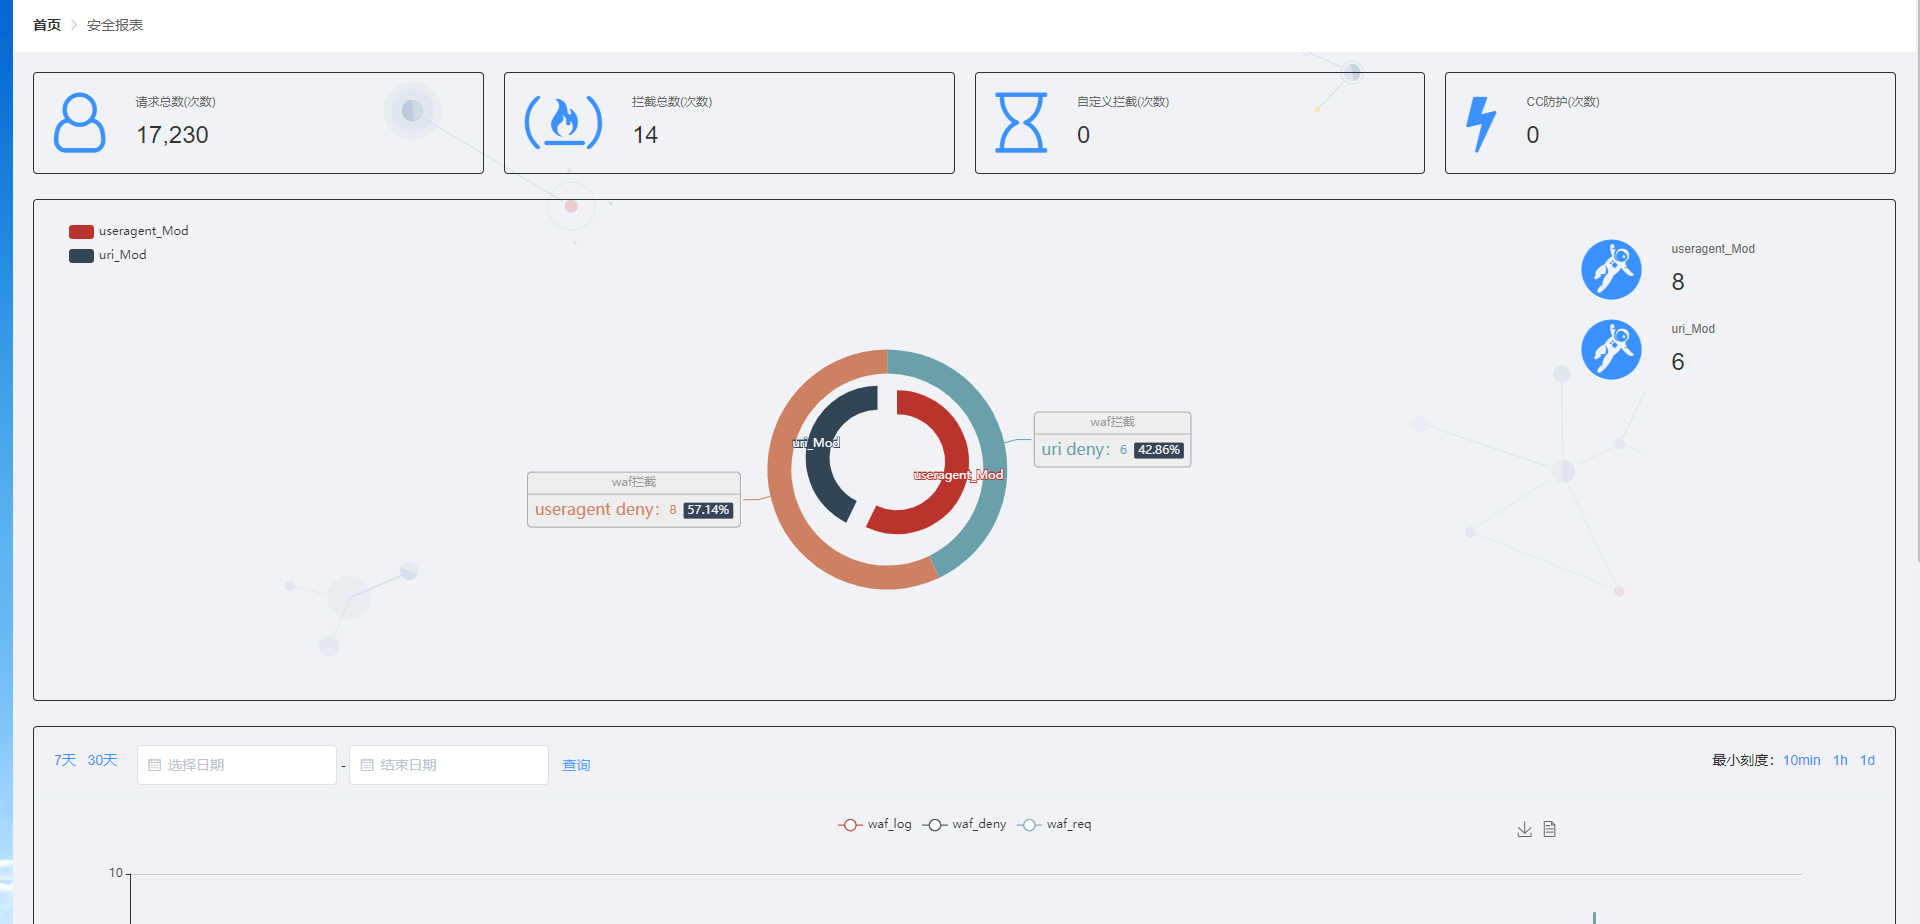 首页 > 安全报表
请求总数(次数)
17,230
拦截总数(次数)
14
自定义拦截(次数)
0
CC防护(次数)
0
useragent_Mod
uri_Mod
useragent_Mod
8
uri_Mod
6
waf拦截
uri deny：6 42.86%
uri_Mod
useragent_Mod
waf拦截
useragent deny：8 57.14%
7天 30天 选择日期 - 结束日期 查询
最小刻度：10min 1h 1d
waf_log waf_deny waf_req
10